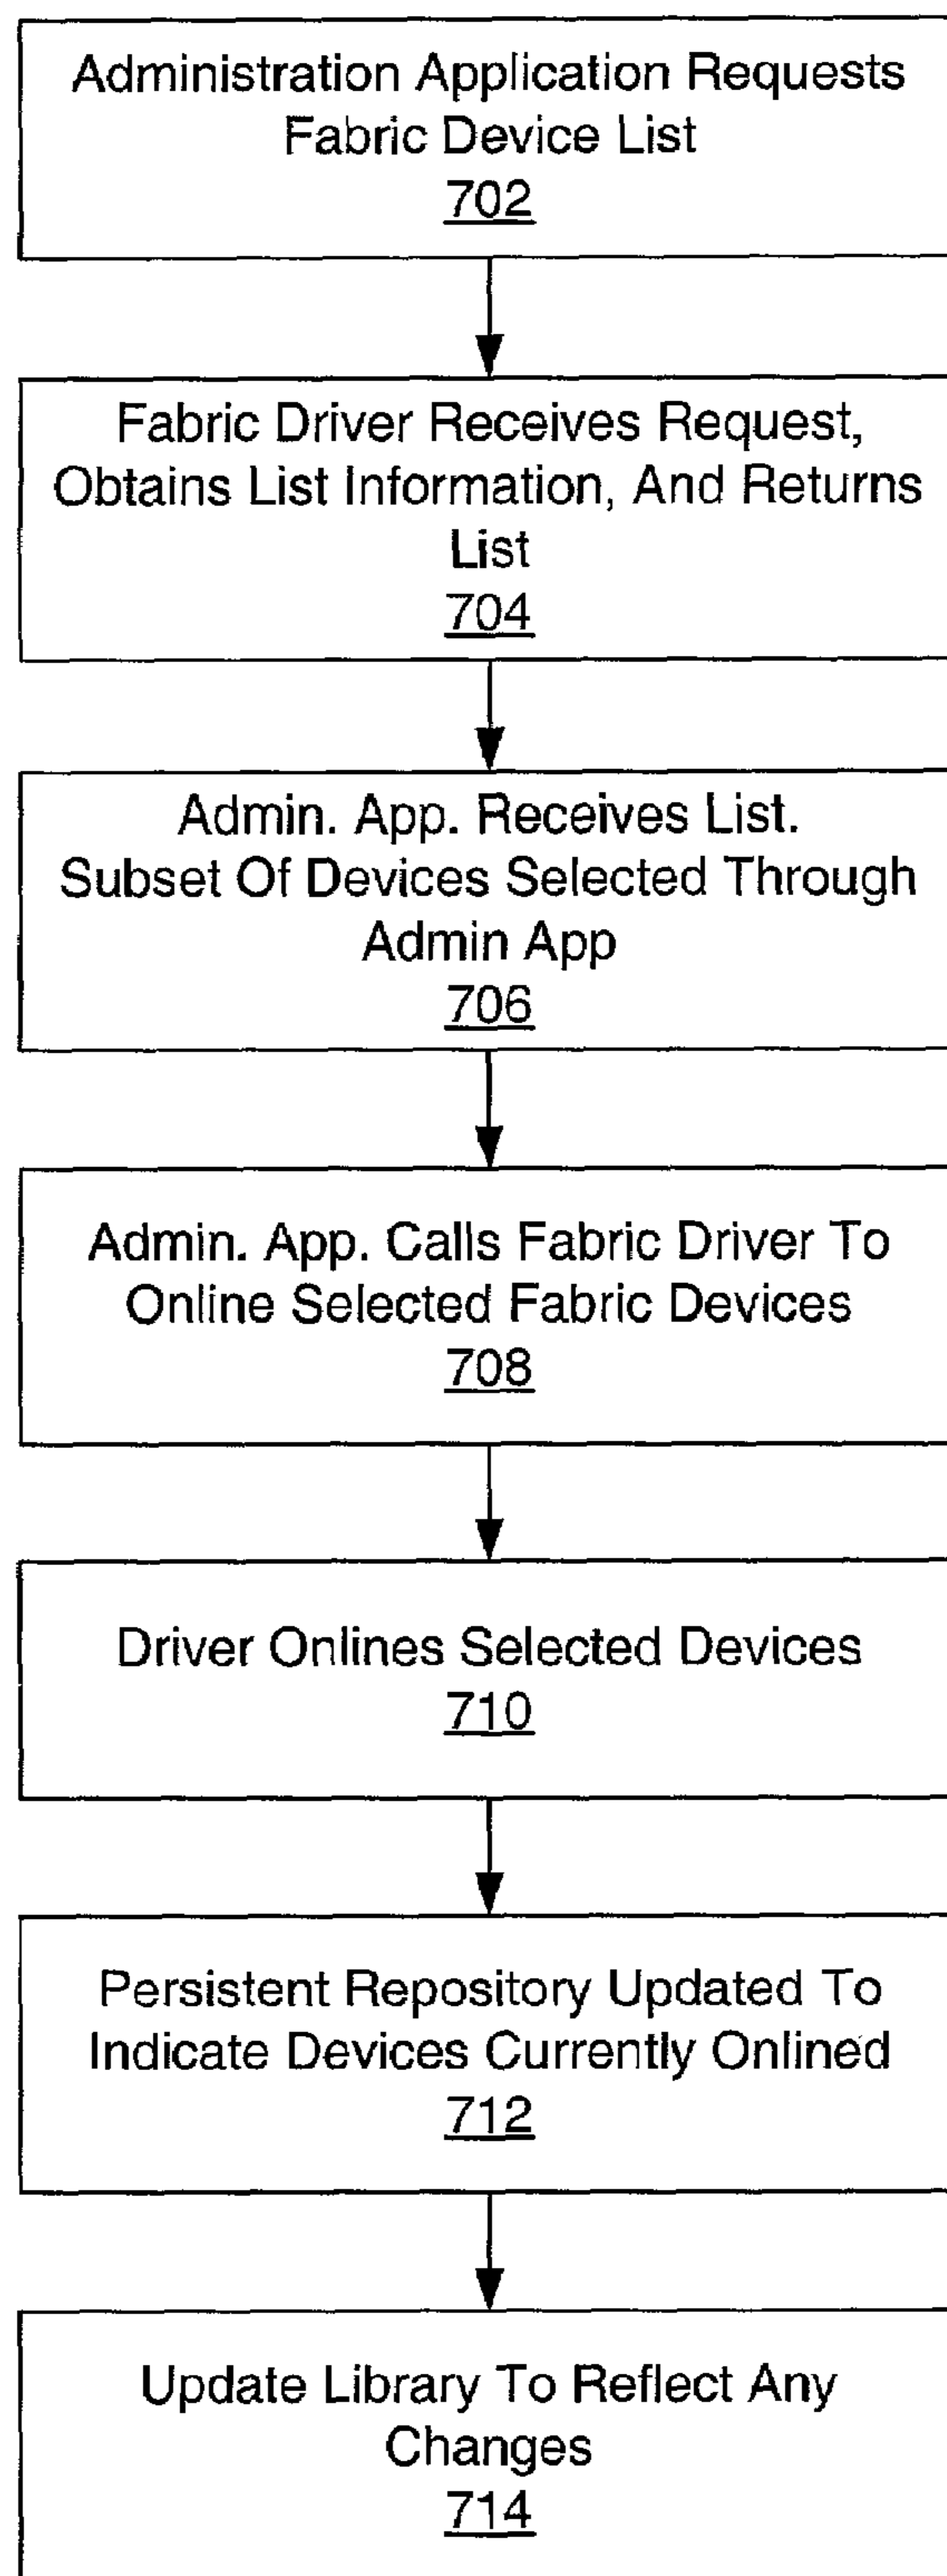 Administration Application Requests
Fabric Device List
702
Fabric Driver Receives Request,
Obtains List Information, And Returns
List
704
Admin. App. Receives List.
Subset Of Devices Selected Through
Admin App
706
Admin. App. Calls Fabric Driver To
Online Selected Fabric Devices
708
Driver Onlines Selected Devices
710
Persistent Repository Updated To
Indicate Devices Currently Onlined
712
Update Library To Reflect Any
Changes
714